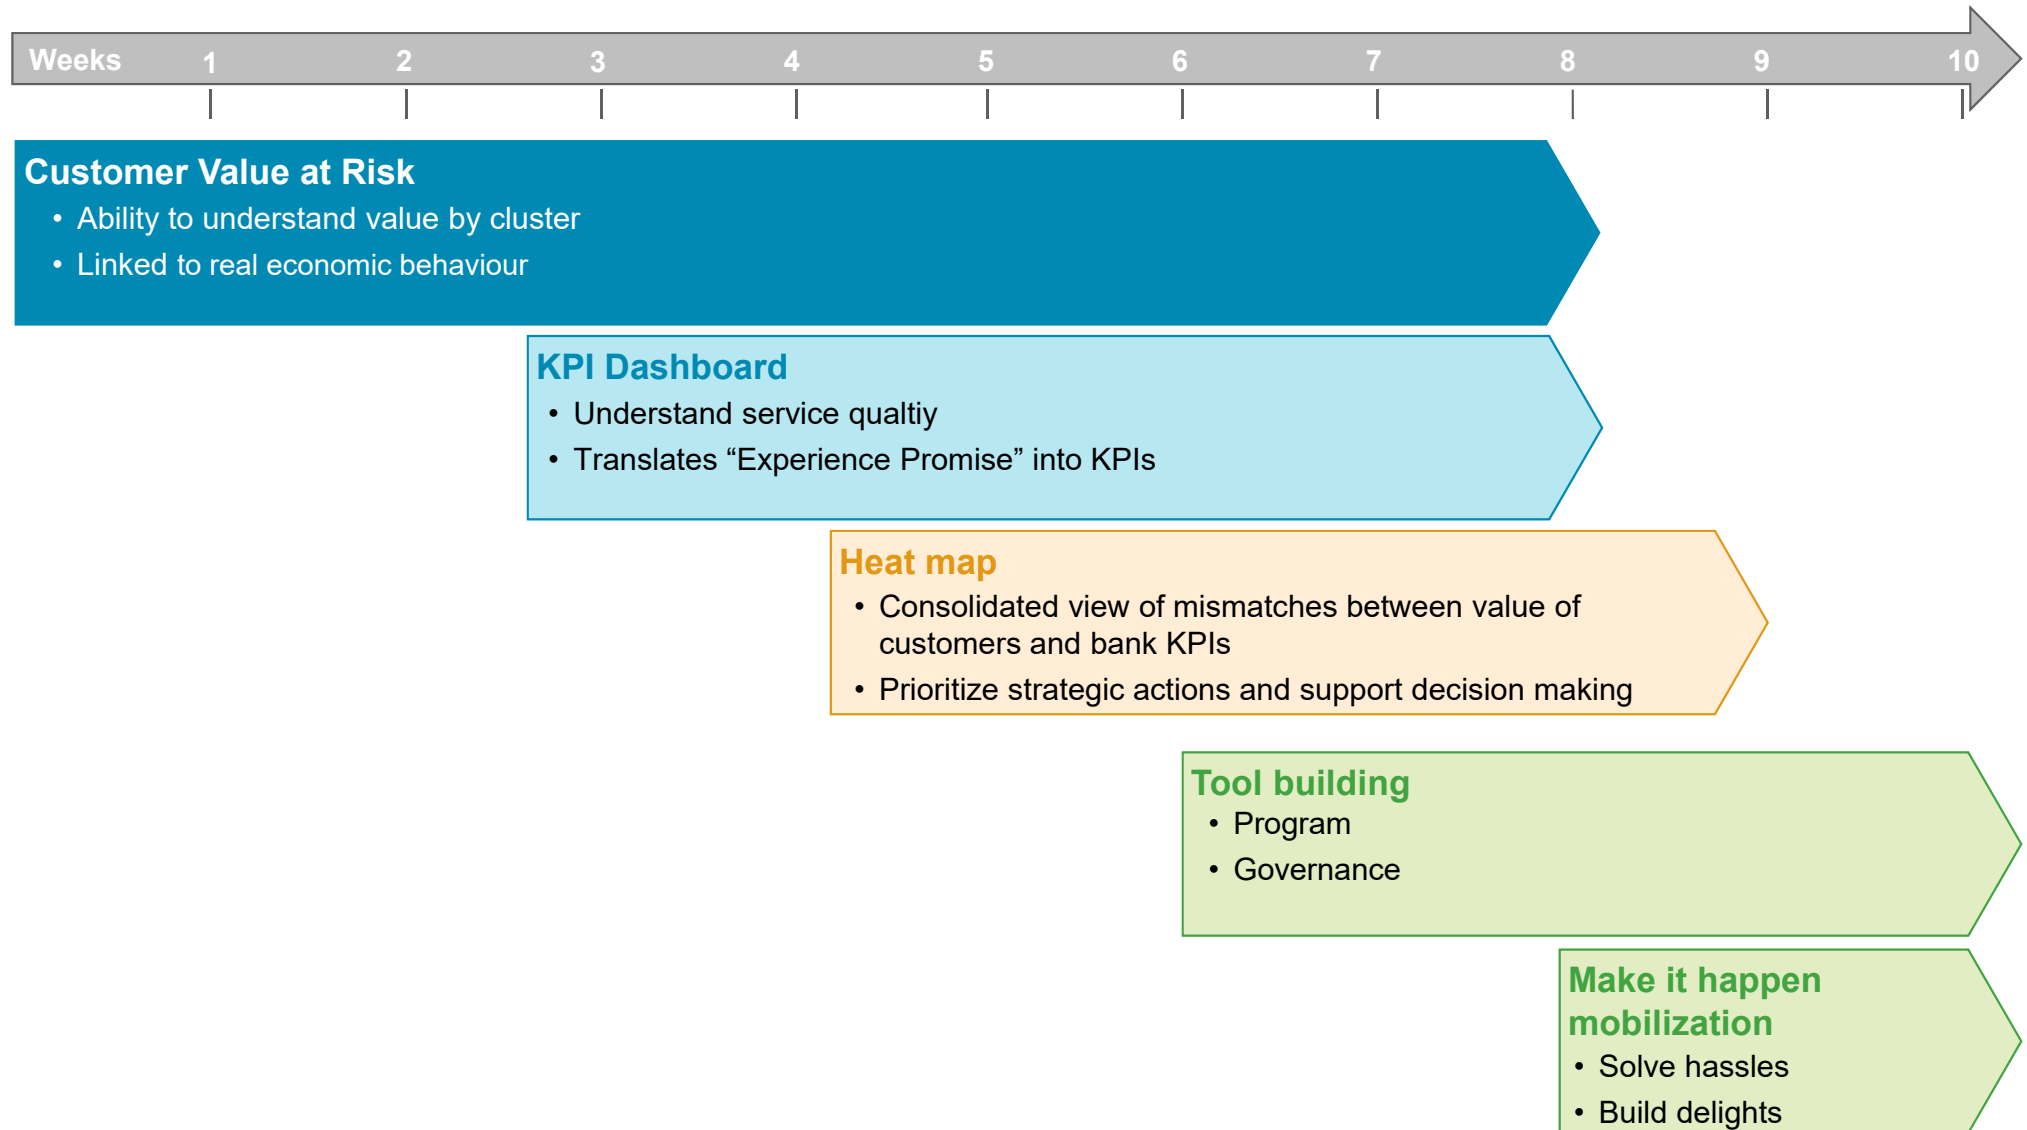 Weeks 1 2 3 4 5 6 7 8 9 10
Customer Value at Risk
• Ability to understand value by cluster
• Linked to real economic behaviour
KPI Dashboard
• Understand service qualtiy
• Translates “Experience Promise” into KPIs
Heat map
• Consolidated view of mismatches between value of
customers and bank KPIs
• Prioritize strategic actions and support decision making
Tool building
• Program
• Governance
Make it happen
mobilization
• Solve hassles
• Build delights